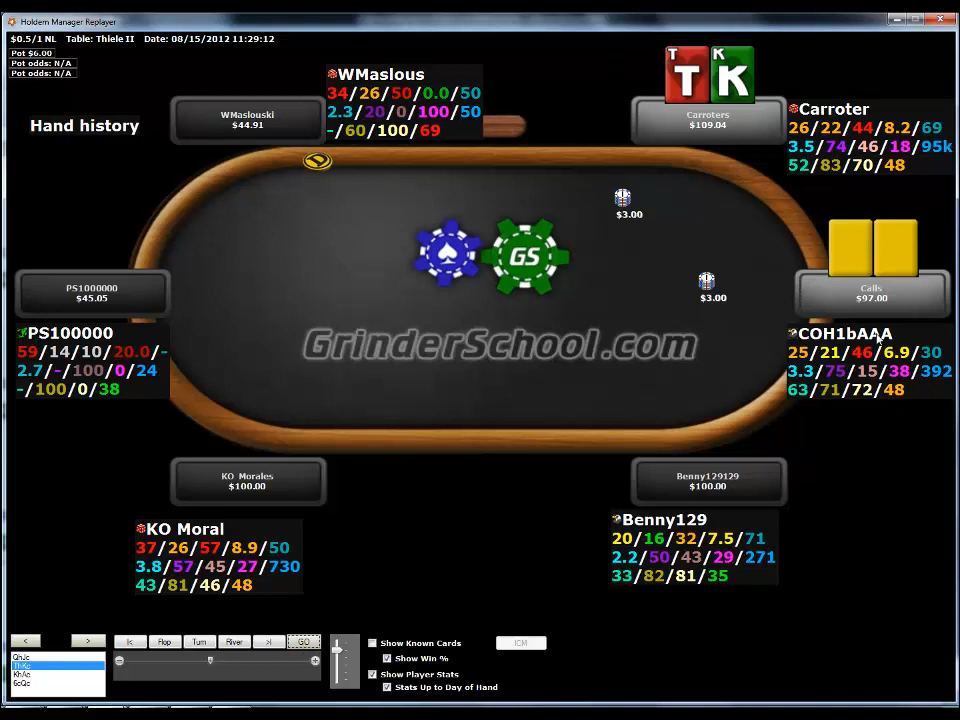 Holdem Manager Replayer
$0.5/1 NL Table: Thiele II Date: 08/15/2012 11:29:12
Pot $6.00
Pot odds: N/A
Pot odds: N/A
Hand history
WMaslouski
$44.91
WMaslous
34/26/50/0.0/50
2.3/20/0/100/50
-/60/100/69
T T
K K
Carroters
$109.04
Carroter
26/22/44/8.2/69
3.5/74/46/18/95k
52/83/70/48
D
$3.00
$3.00
GS
GrinderSchool.com
PS1000000
$45.05
PS100000
59/14/10/20.0/-
2.7/-/100/0/24
-/100/0/38
Calls
$97.00
COH1bAAA
25/21/46/6.9/30
3.3/75/15/38/392
63/71/72/48
KO Morales
$100.00
KO Moral
37/26/57/8.9/50
3.8/57/45/27/730
43/81/46/48
Benny129129
$100.00
Benny129
20/16/32/7.5/71
2.2/50/43/29/271
33/82/81/35
< >
|< Flop Turn River >| GO
QhJc
ThKc
KhAc
6cQc
Show Known Cards
Show Win %
Show Player Stats
Stats Up to Day of Hand
ICM